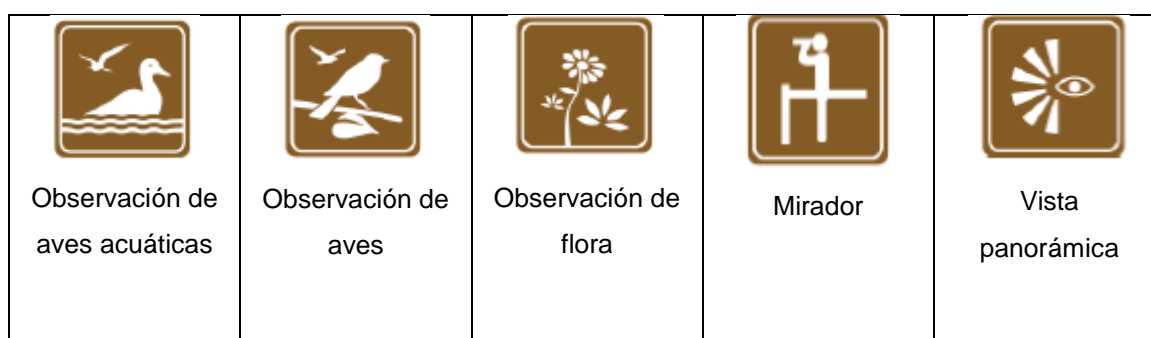 Observación de
aves acuáticas
Observación de
aves
Observación de
flora
Mirador
Vista
panorámica